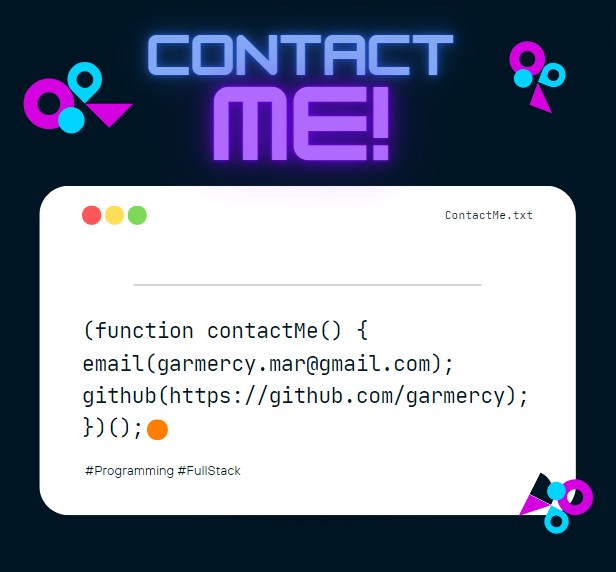 CONTACT
ME!
ContactMe.txt
(function contactMe() {
email(garmercy.mar@gmail.com);
github(https://github.com/garmercy);
})();
#Programming #FullStack